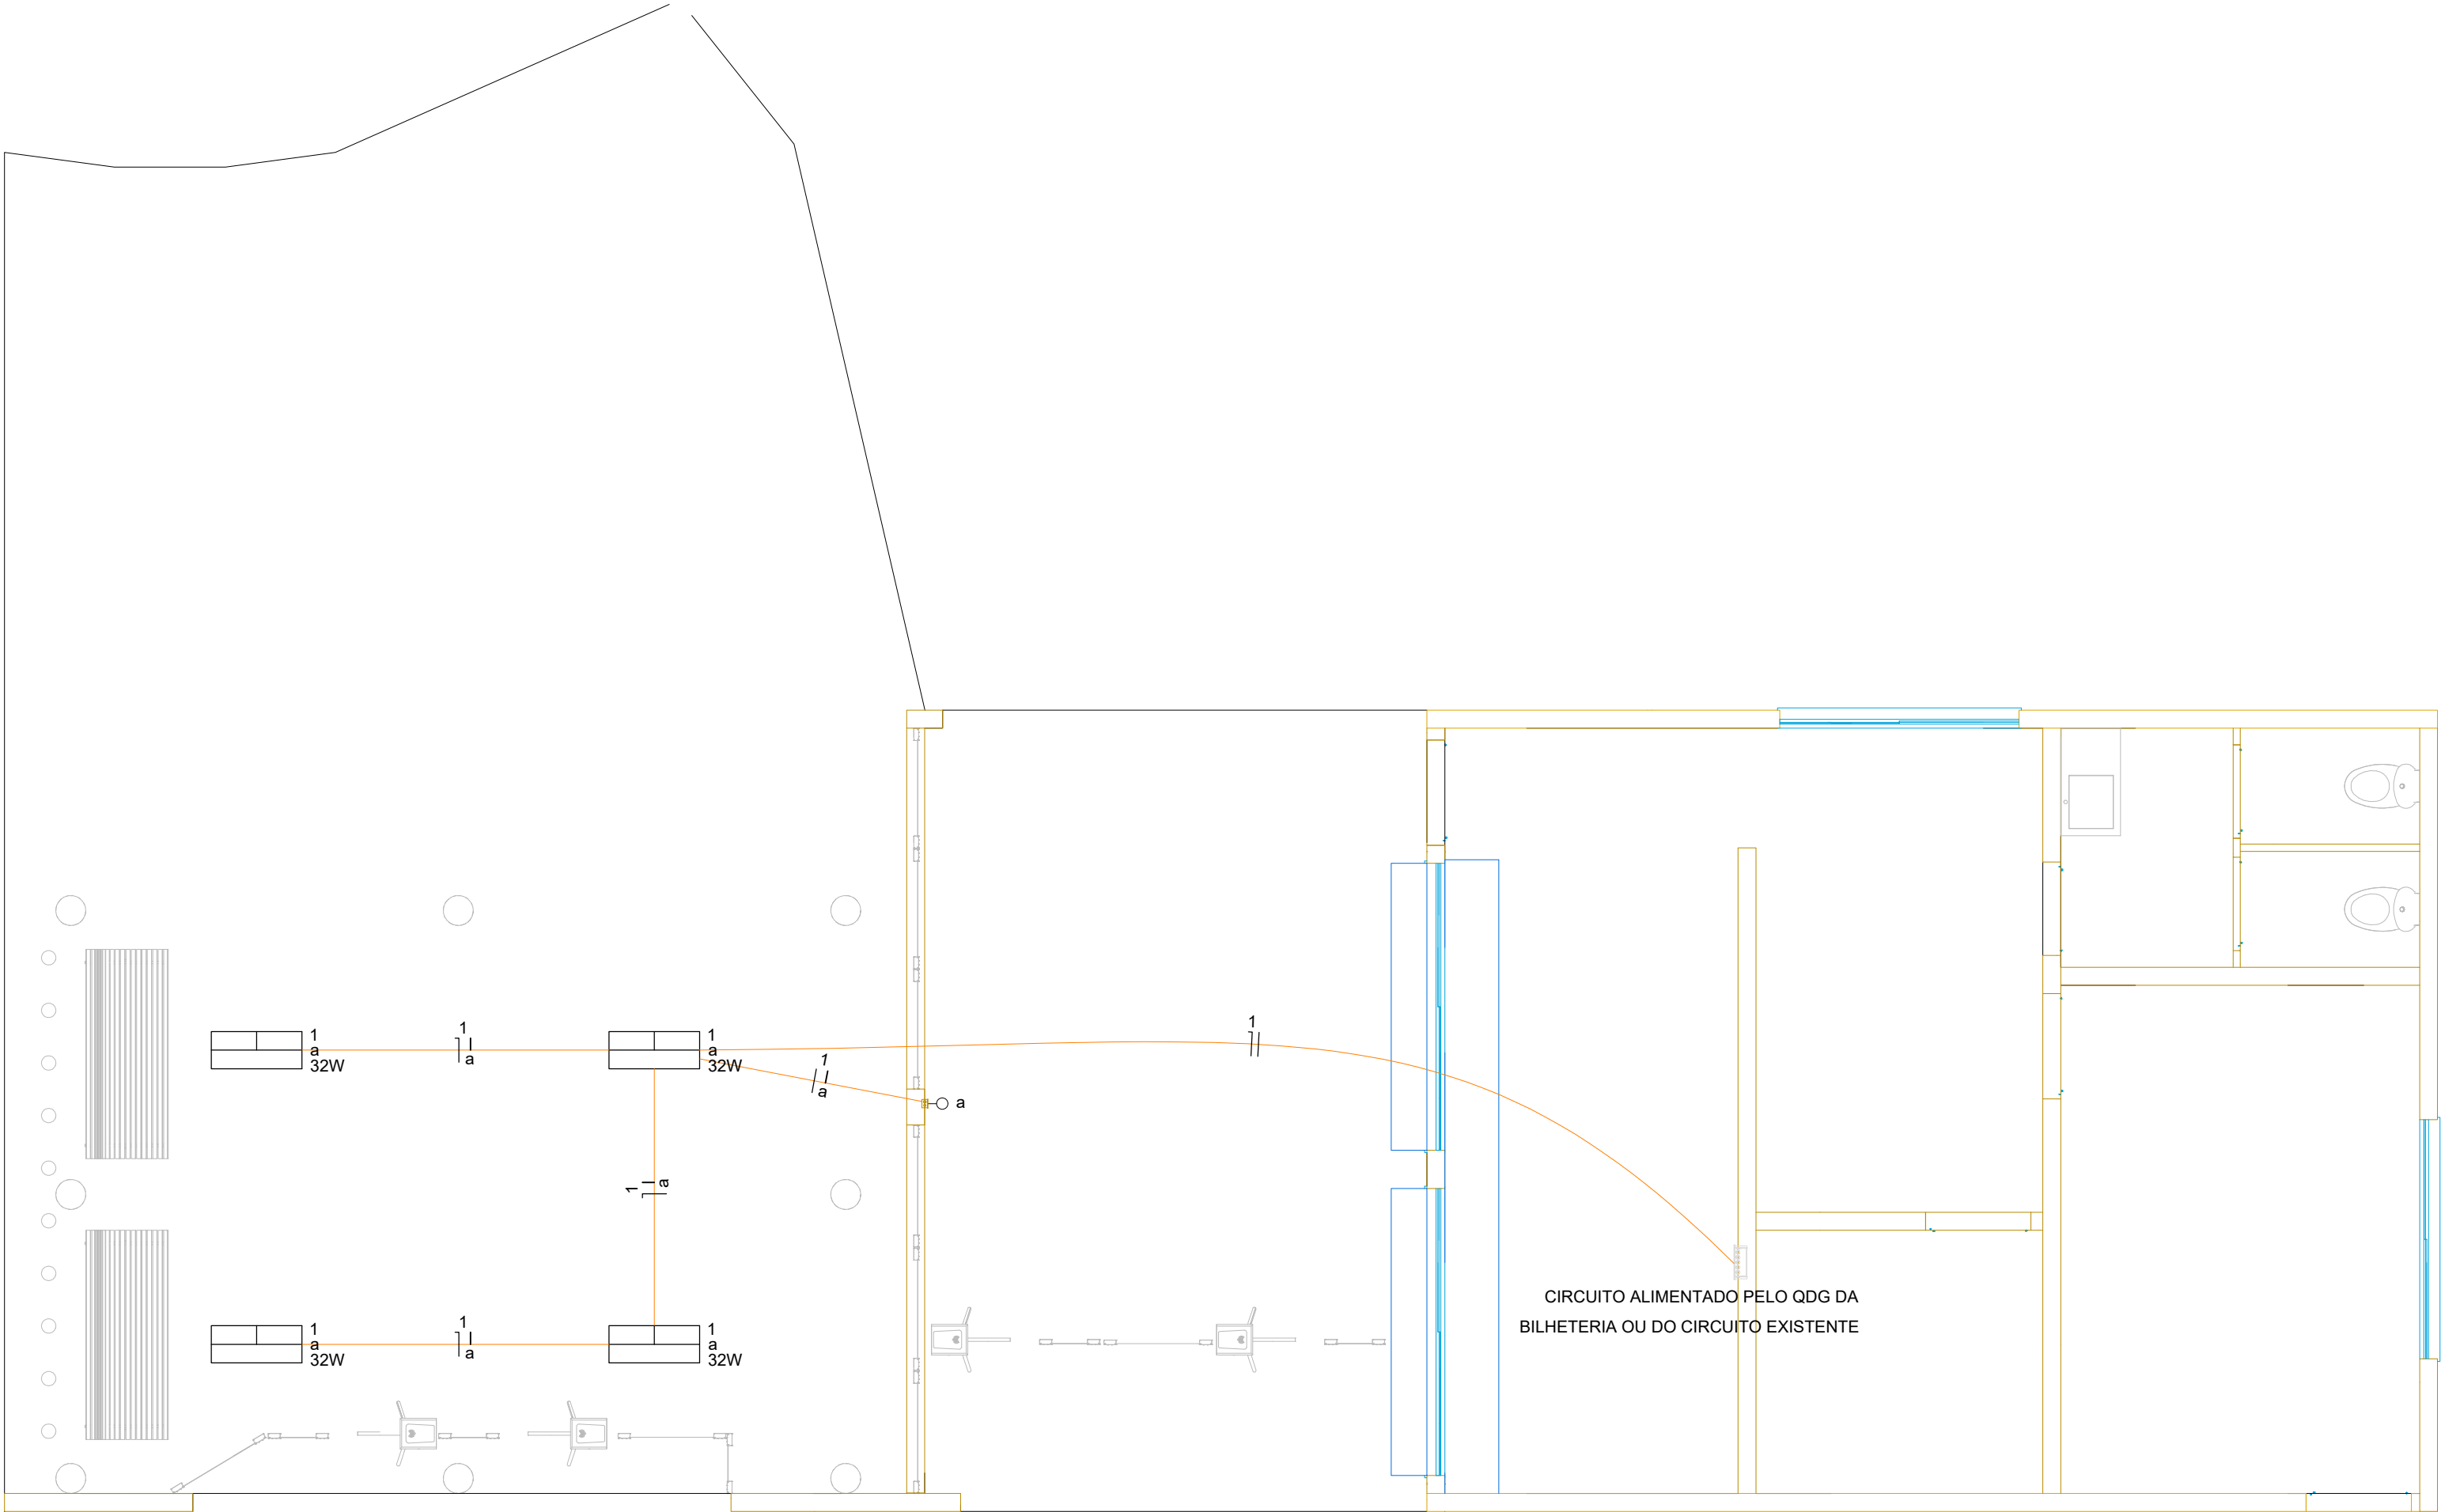 1
1
a
32W
1
a
1
a
32W
1
a
a
1
1
a
1
a
32W
1
a
1
a
32W
CIRCUITO ALIMENTADO PELO QDG DA
BILHETERIA OU DO CIRCUITO EXISTENTE